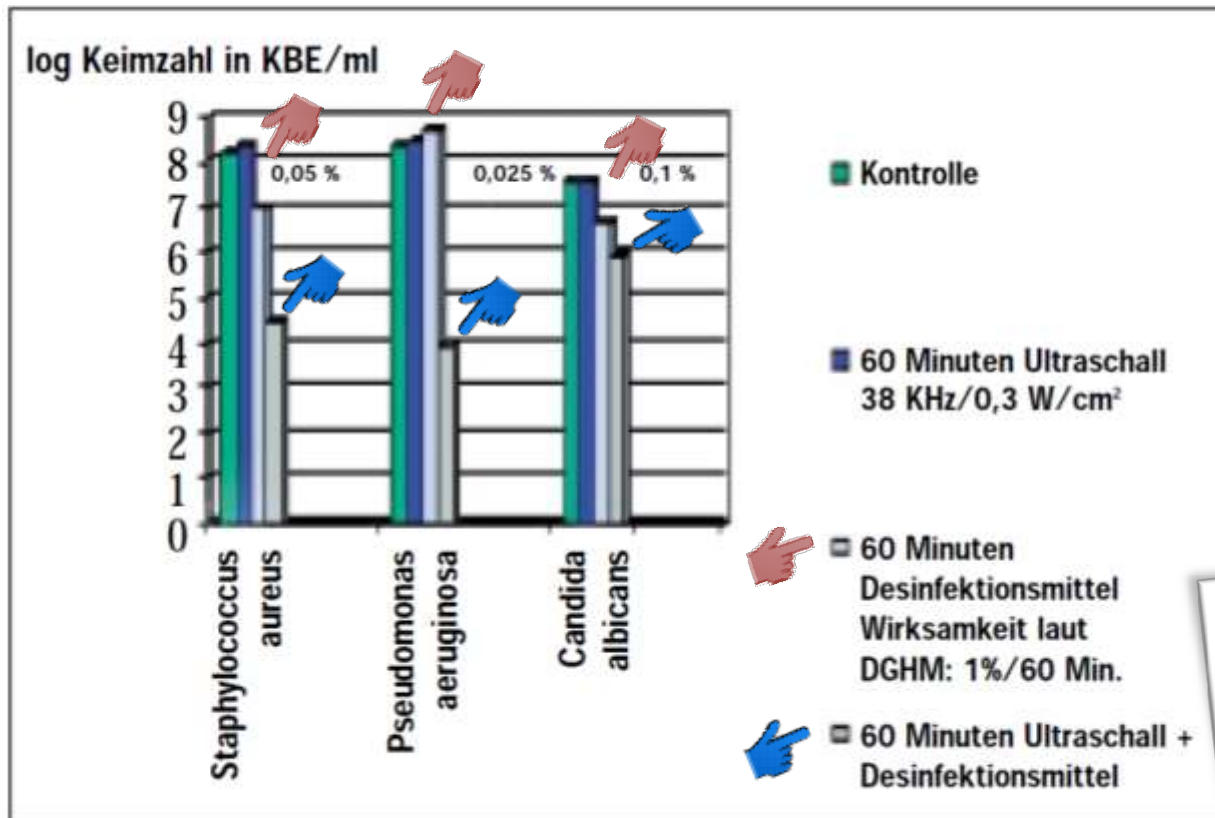 log Keimzahl in KBE/ml
9
8
7
6
5
4
3
2
1
0
0,05 %
0,025 %
0,1 %
Staphylococcus
aureus
Pseudomonas
aeruginosa
Candida
albicans
Kontrolle
60 Minuten Ultraschall
38 KHz/0,3 W/cm²
60 Minuten
Desinfektionsmittel
Wirksamkeit laut
DGHM: 1%/60 Min.
60 Minuten Ultraschall +
Desinfektionsmittel